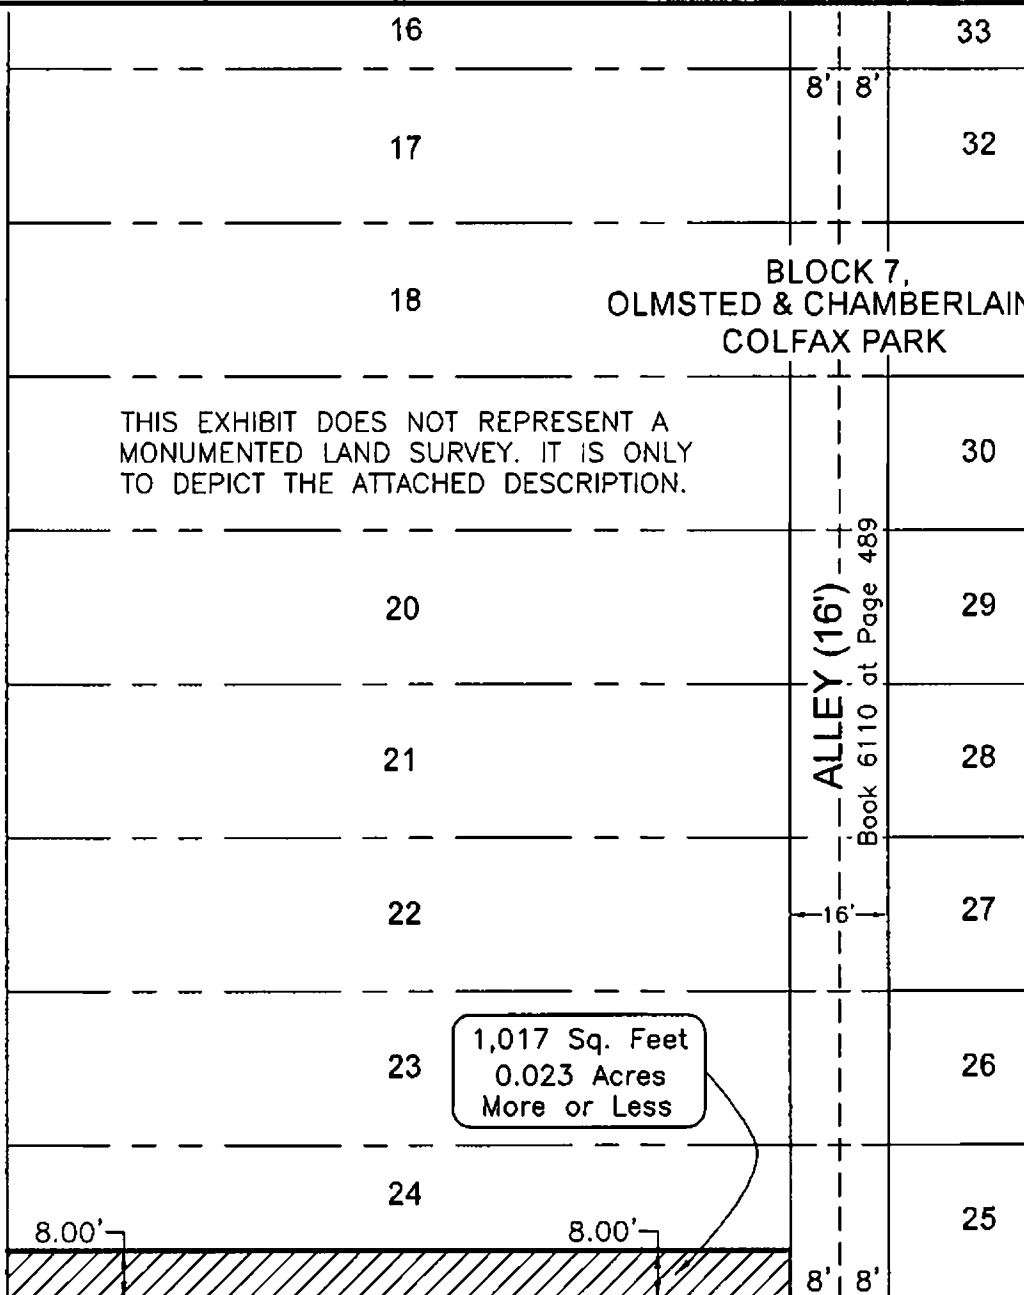 16
33
8' 8'
17
32
BLOCK 7,
18
OLMSTED & CHAMBERLAIN
COLFAX PARK
THIS EXHIBIT DOES NOT REPRESENT A
MONUMENTED LAND SURVEY. IT IS ONLY
TO DEPICT THE ATTACHED DESCRIPTION.
30
20
29
ALLEY (16')
Book 6110 at Page 489
21
28
22
16'
27
1,017 Sq. Feet
0.023 Acres
More or Less
23
26
24
25
8.00'
8.00'
8' 8'